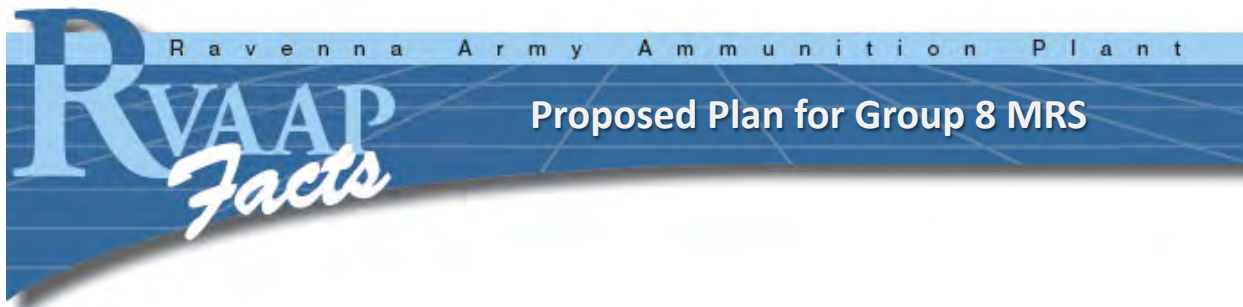 Ravenna Army Ammunition Plant
RVAAP
Proposed Plan for Group 8 MRS
Facts